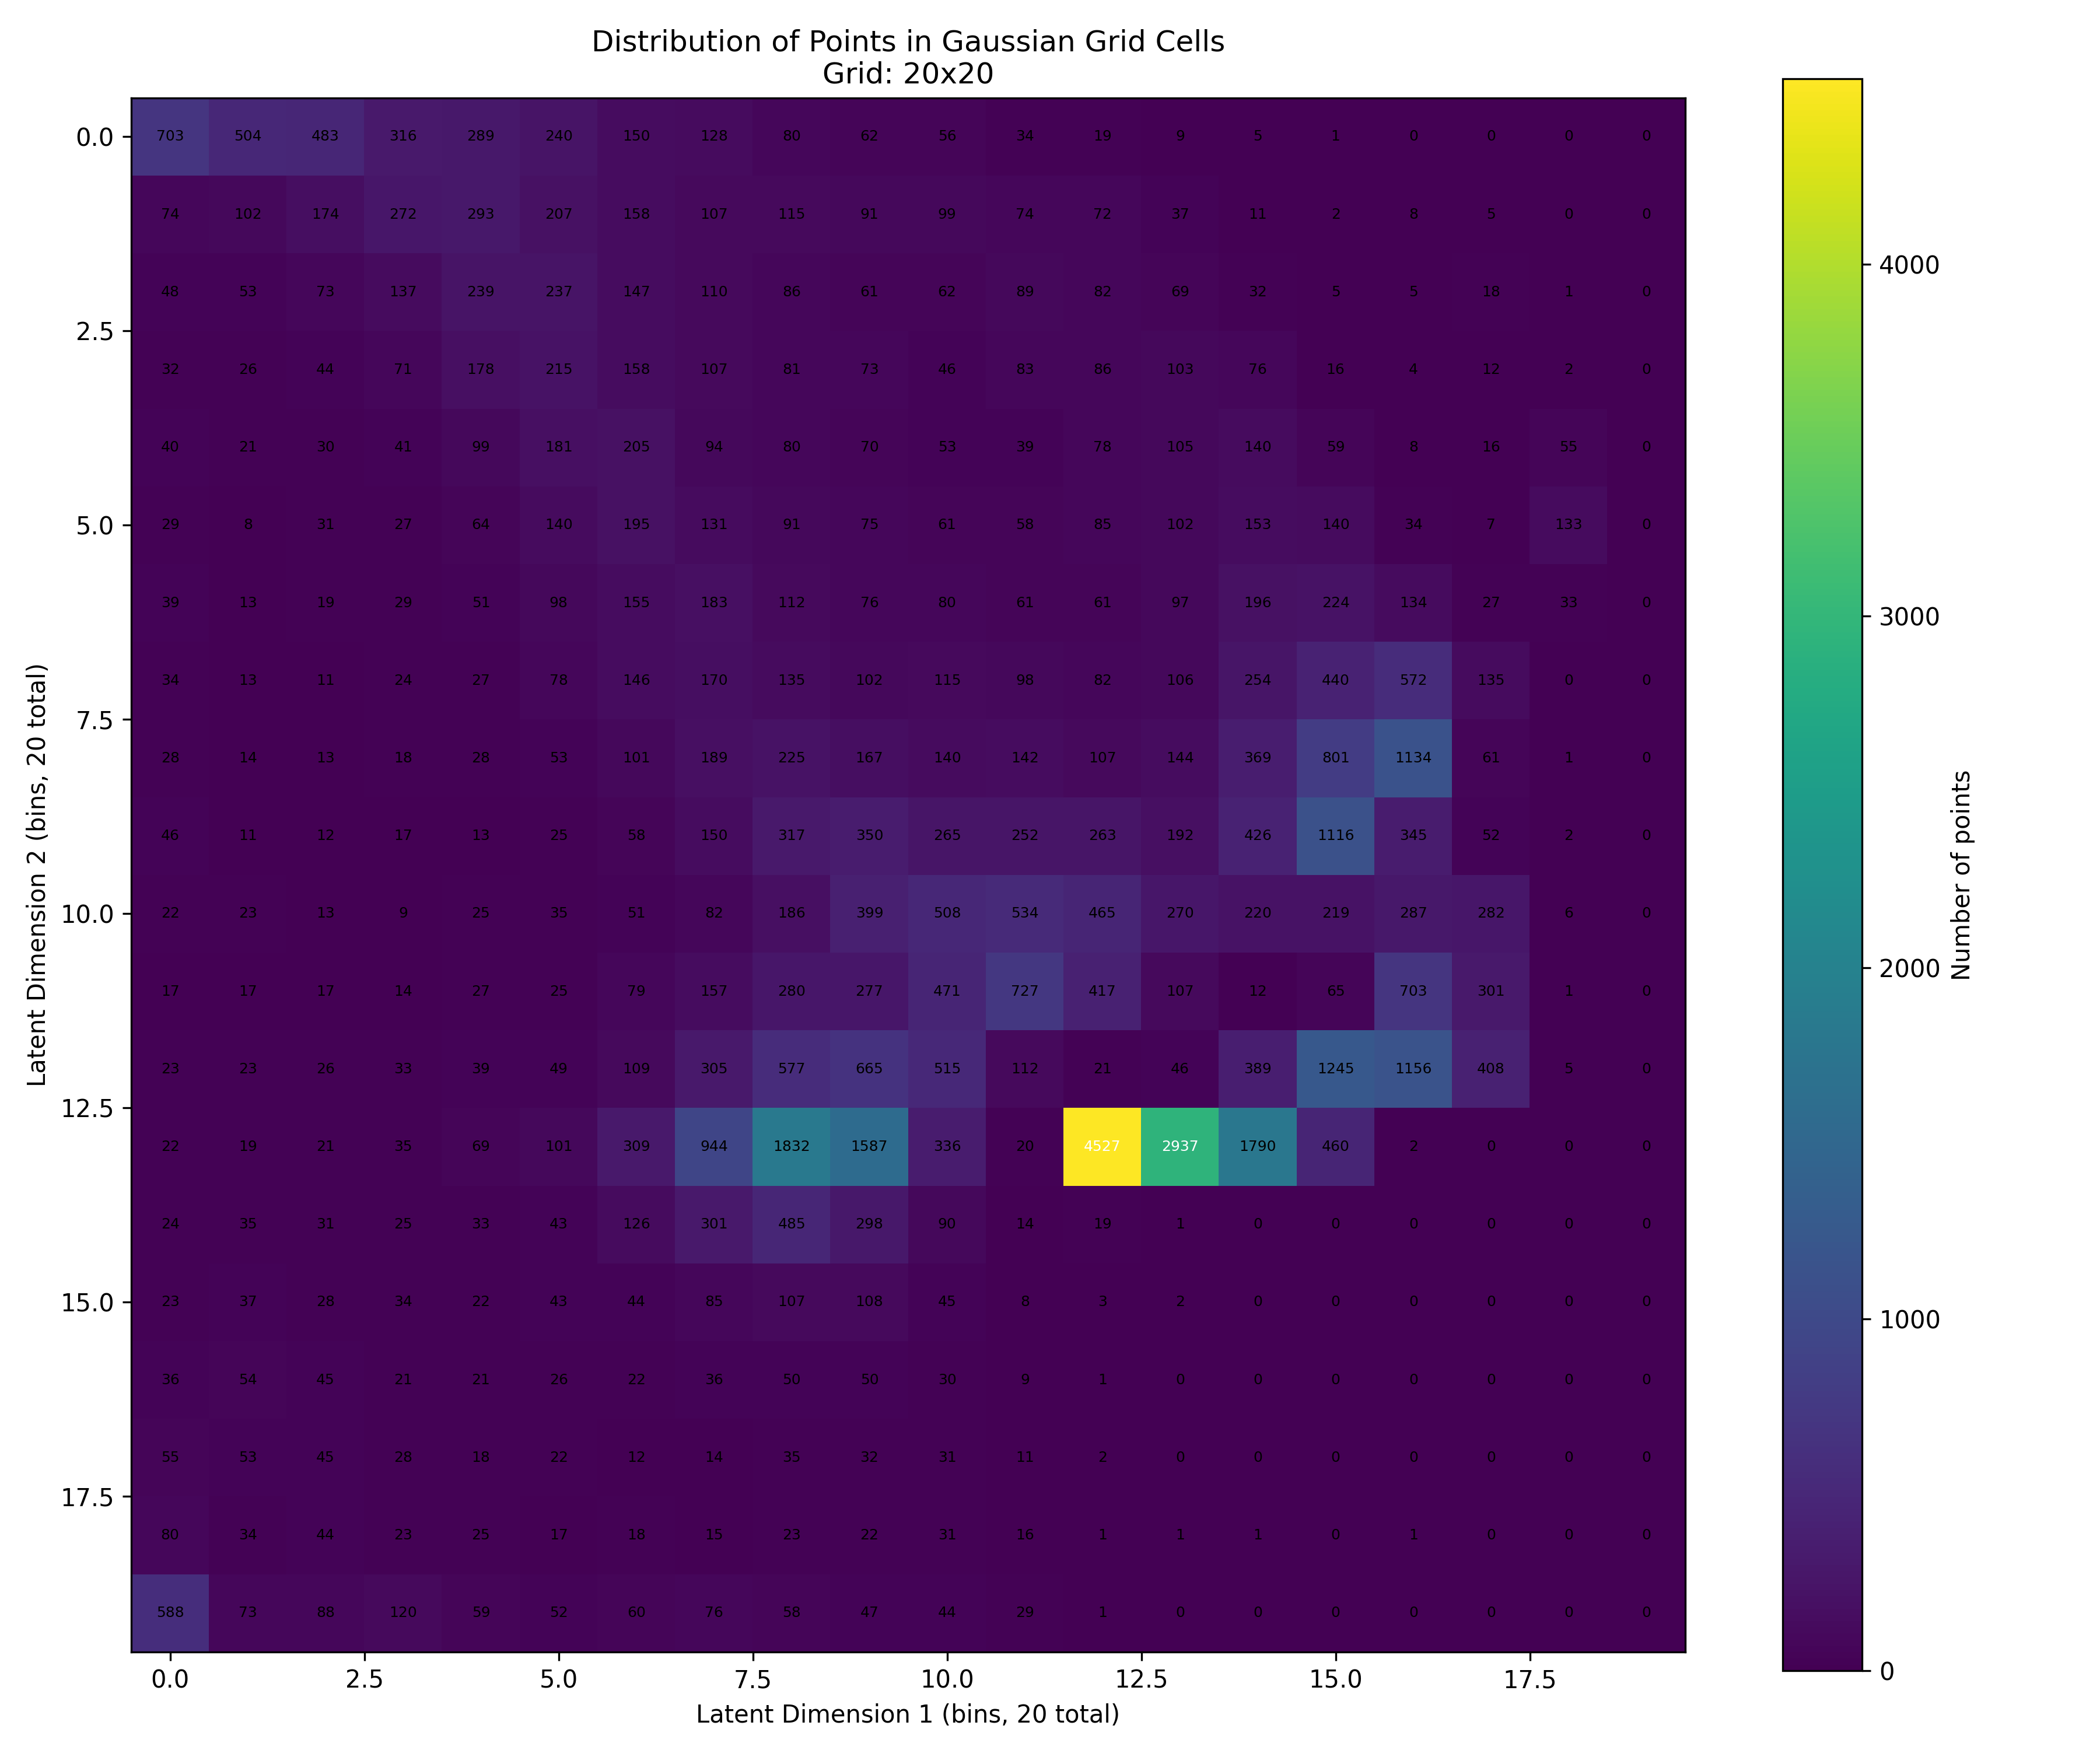 Distribution of Points in Gaussian Grid Cells
Grid: 20x20
0.0 703 504 483 316 289 240 150 128 80 62 56 34 19 9 5 1 0 0 0 0
74 102 174 272 293 207 158 107 115 91 99 74 72 37 11 2 8 5 0 0
48 53 73 137 239 237 147 110 86 61 62 89 82 69 32 5 5 18 1 0
2.5
32 26 44 71 178 215 158 107 81 73 46 83 86 103 76 16 4 12 2 0
40 21 30 41 99 181 205 94 80 70 53 39 78 105 140 59 8 16 55 0
5.0 29 8 31 27 64 140 195 131 91 75 61 58 85 102 153 140 34 7 133 0
39 13 19 29 51 98 155 183 112 76 80 61 61 97 196 224 134 27 33 0
34 13 11 24 27 78 146 170 135 102 115 98 82 106 254 440 572 135 0 0
7.5
28 14 13 18 28 53 101 189 225 167 140 142 107 144 369 801 1134 61 1 0
46 11 12 17 13 25 58 150 317 350 265 252 263 192 426 1116 345 52 2 0
10.0 22 23 13 9 25 35 51 82 186 399 508 534 465 270 220 219 287 282 6 0
17 17 17 14 27 25 79 157 280 277 471 727 417 107 12 65 703 301 1 0
23 23 26 33 39 49 109 305 577 665 515 112 21 46 389 1245 1156 408 5 0
12.5
22 19 21 35 69 101 309 944 1832 1587 336 20 4527 2937 1790 460 2 0 0 0
24 35 31 25 33 43 126 301 485 298 90 14 19 1 0 0 0 0 0 0
15.0 23 37 28 34 22 43 44 85 107 108 45 8 3 2 0 0 0 0 0 0
36 54 45 21 21 26 22 36 50 50 30 9 1 0 0 0 0 0 0 0
55 53 45 28 18 22 12 14 35 32 31 11 2 0 0 0 0 0 0 0
17.5
80 34 44 23 25 17 18 15 23 22 31 16 1 1 1 0 1 0 0 0
588 73 88 120 59 52 60 76 58 47 44 29 1 0 0 0 0 0 0 0
0.0 2.5 5.0 7.5 10.0 12.5 15.0 17.5
Latent Dimension 1 (bins, 20 total)
Latent Dimension 2 (bins, 20 total)
4000
3000
2000
1000
0
Number of points